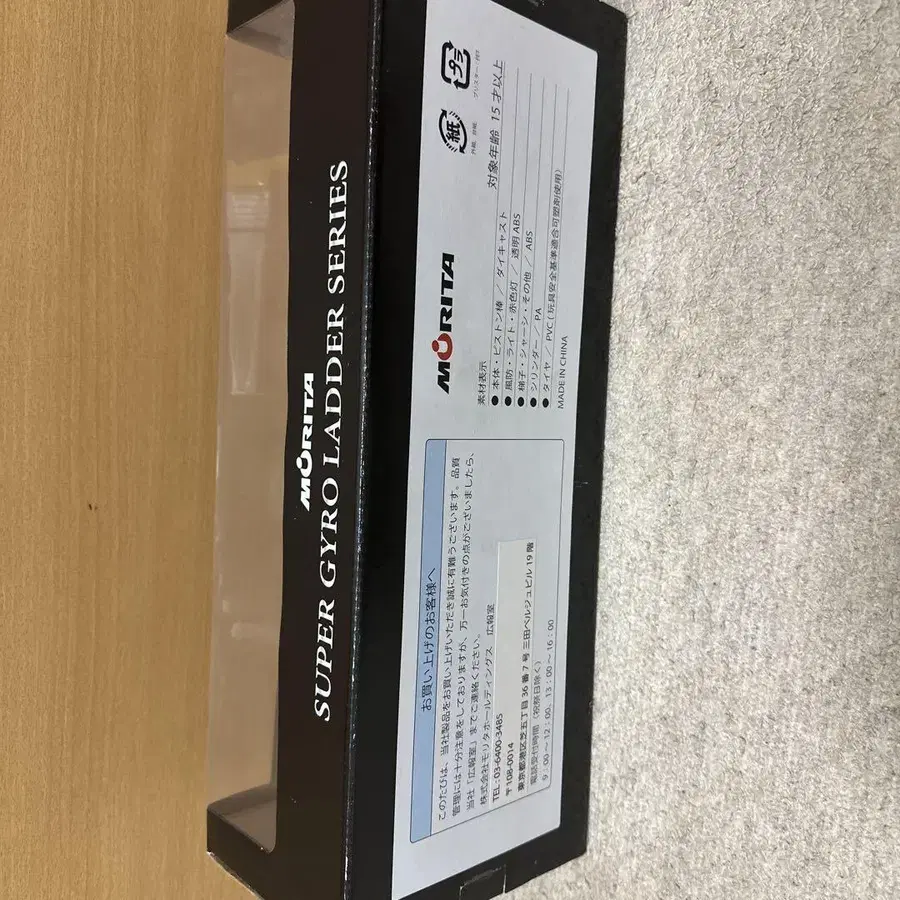 MORITA
SUPER GYRO LADDER SERIES
お買い上げのお客様へ
このたびは、当社製品をお買い上げいただき誠に有難うございます。品質
管理には十分注意をしておりますが、万一お気付きの点がございましたら、
当社「広報室」までご連絡ください。
株式会社モリタホールディングス 広報室
TEL:03-6400-3485
〒108-0014
東京都港区芝五丁目36番7号 三田ベルジュビル19階
電話受付時間(祝祭日除く)
9:00~12:00、13:00~16:00
MORITA
プラ
紙
ブリスター:PET
対象年齢 15才以上
素材表示
●本体・ピストン棒 / ダイキャスト
●風防・ライト・赤色灯 / 透明ABS
●梯子・シャーシ・その他 / ABS
●シリンダー / PA
●タイヤ / PVC(玩具安全基準適合可塑剤使用)
MADE IN CHINA